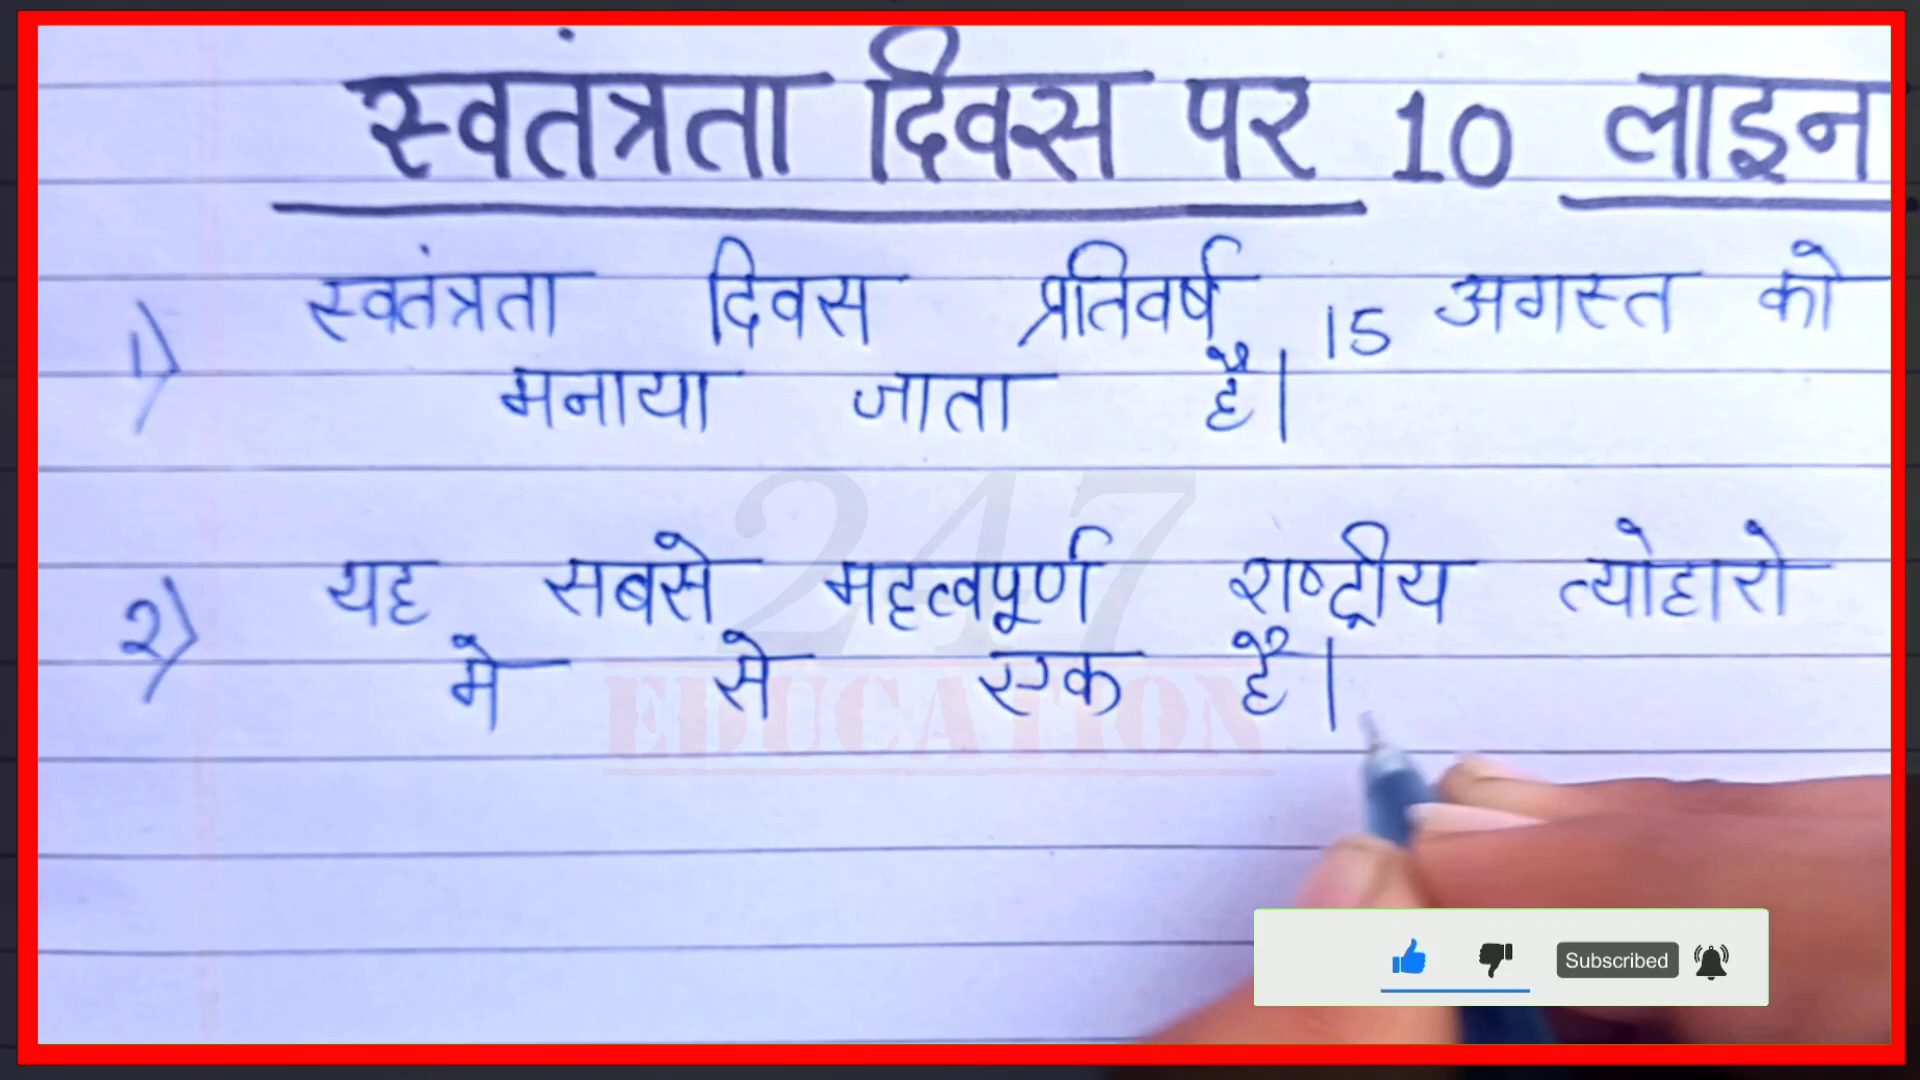 स्वतंत्रता दिवस पर 10 लाइन
1) स्वतंत्रता दिवस प्रतिवर्ष 15 अगस्त को
मनाया जाता है।
2) यह सबसे महत्वपूर्ण राष्ट्रीय त्योहारो
मे से एक है।
247
EDUCATION
Subscribed